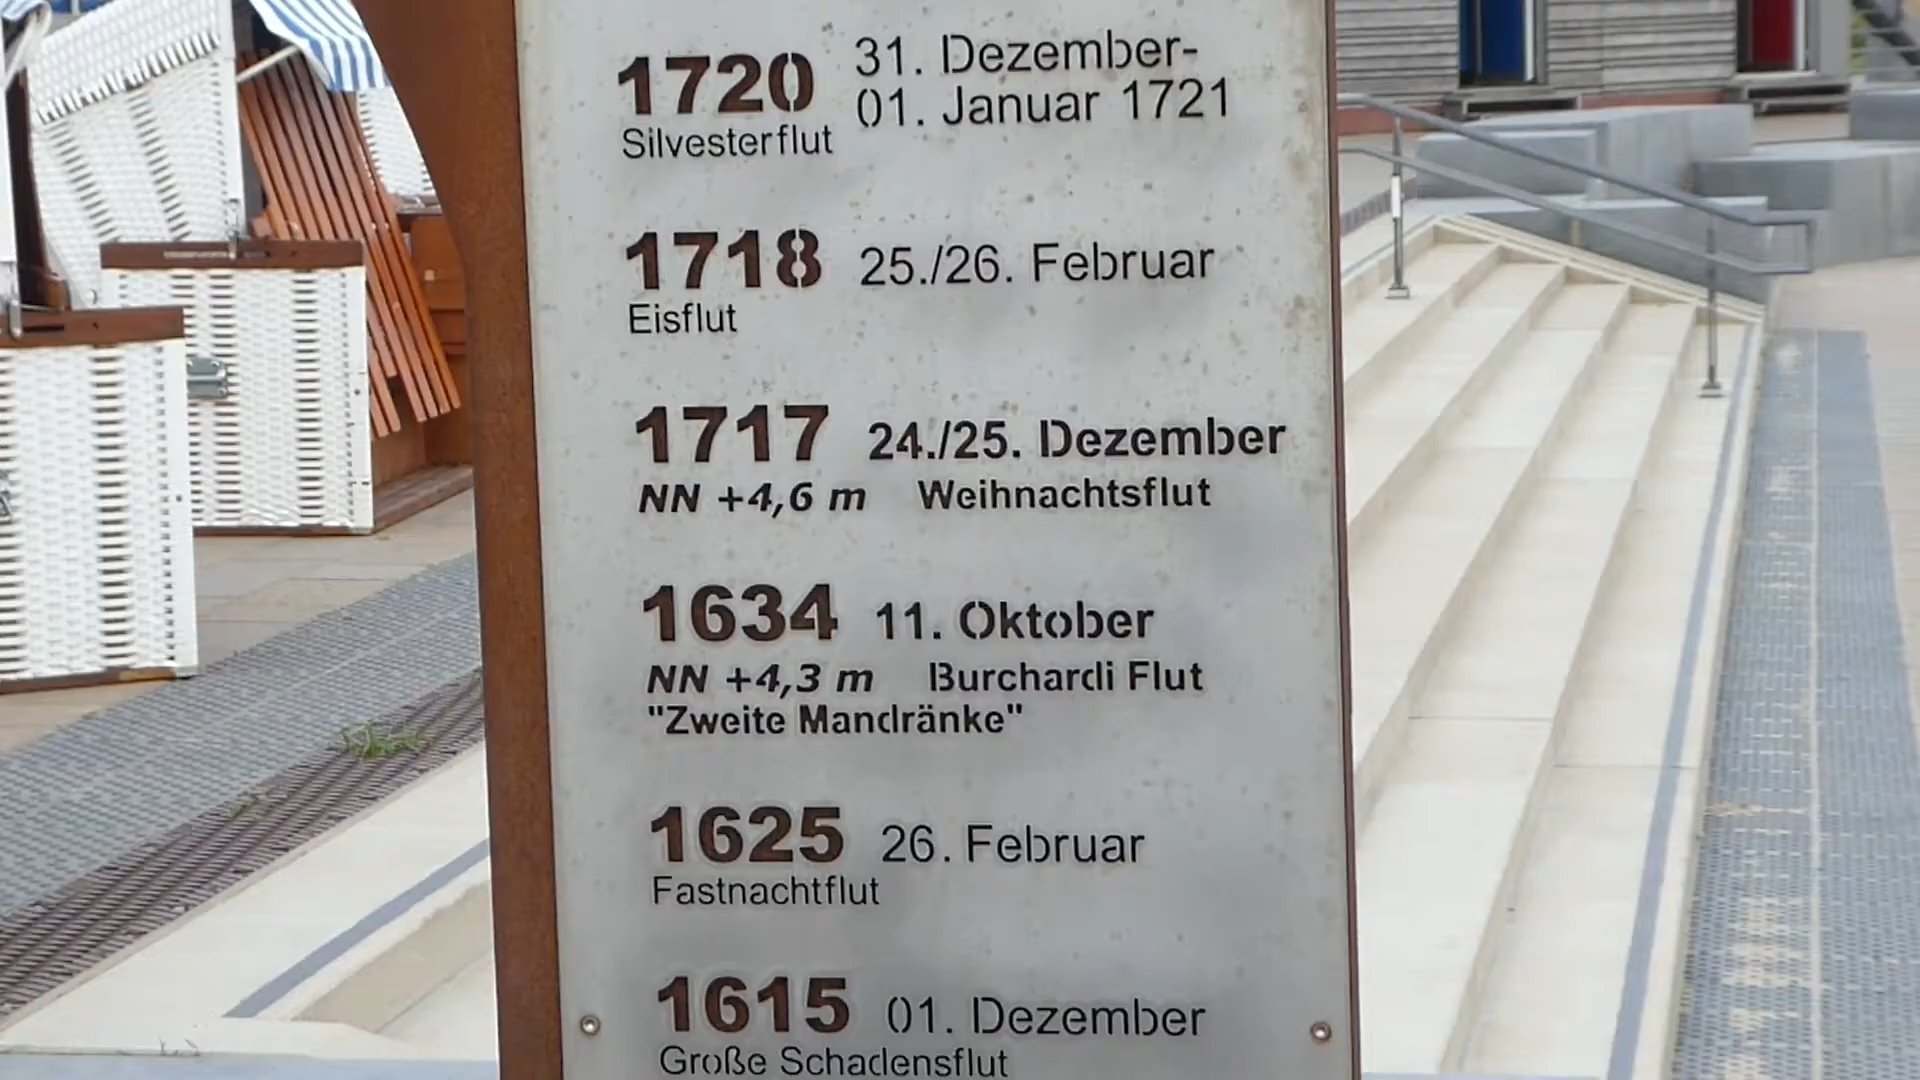 1720 31. Dezember-
01. Januar 1721
Silvesterflut
1718 25./26. Februar
Eisflut
1717 24./25. Dezember
NN +4,6 m Weihnachtsflut
1634 11. Oktober
NN +4,3 m Burchardi Flut
"Zweite Mandränke"
1625 26. Februar
Fastnachtflut
1615 01. Dezember
Große Schadensflut